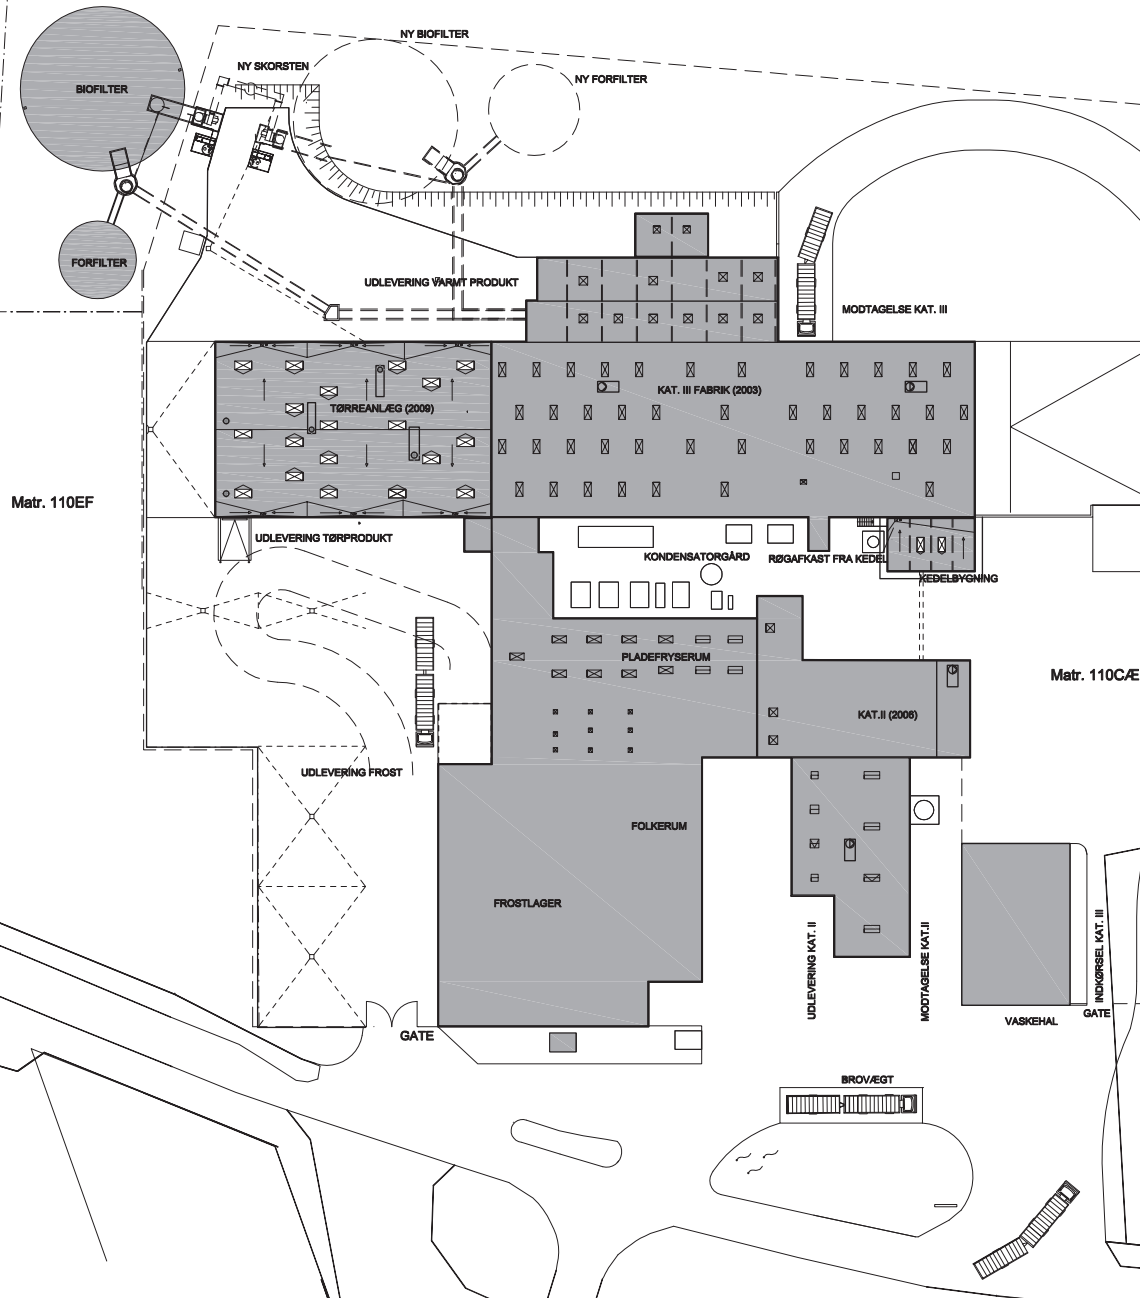 NY BIOFILTER
NY SKORSTEN
NY FORFILTER
BIOFILTER
FORFILTER
UDLEVERING VARMT PRODUKT
MODTAGELSE KAT. III
KAT. III FABRIK (2003)
TØRREANLÆG (2009)
Matr. 110EF
UDLEVERING TØRPRODUKT
KONDENSATORGÅRD
RØGAFKAST FRA KEDEL
KEDELBYGNING
PLADEFRYSERUM
Matr. 110CÆ
KAT.II (2006)
UDLEVERING FROST
FOLKERUM
FROSTLAGER
UDLEVERING KAT. II
MODTAGELSE KAT.II
INDKØRSEL KAT. III
GATE
VASKEHAL
GATE
BROVÆGT